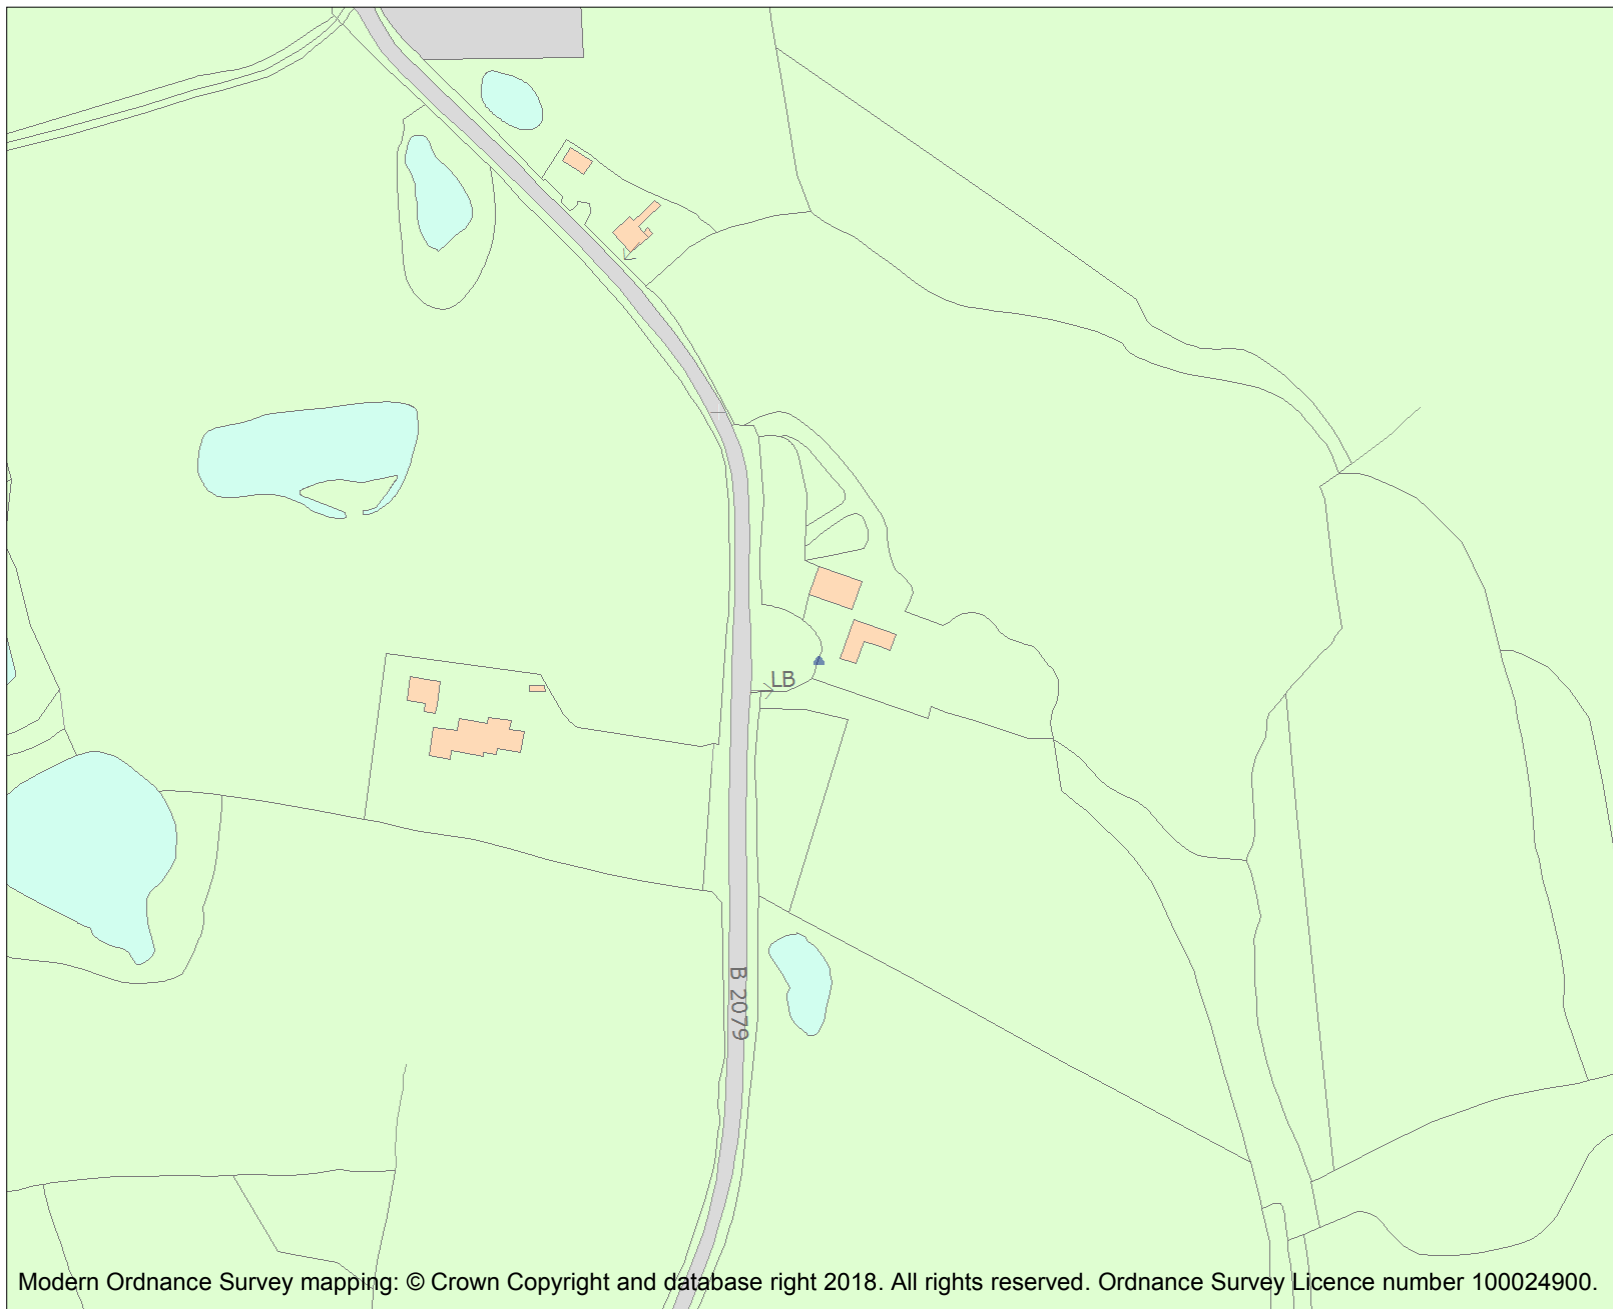 LB
B 2079
Modern Ordnance Survey mapping: © Crown Copyright and database right 2018. All rights reserved. Ordnance Survey Licence number 100024900.